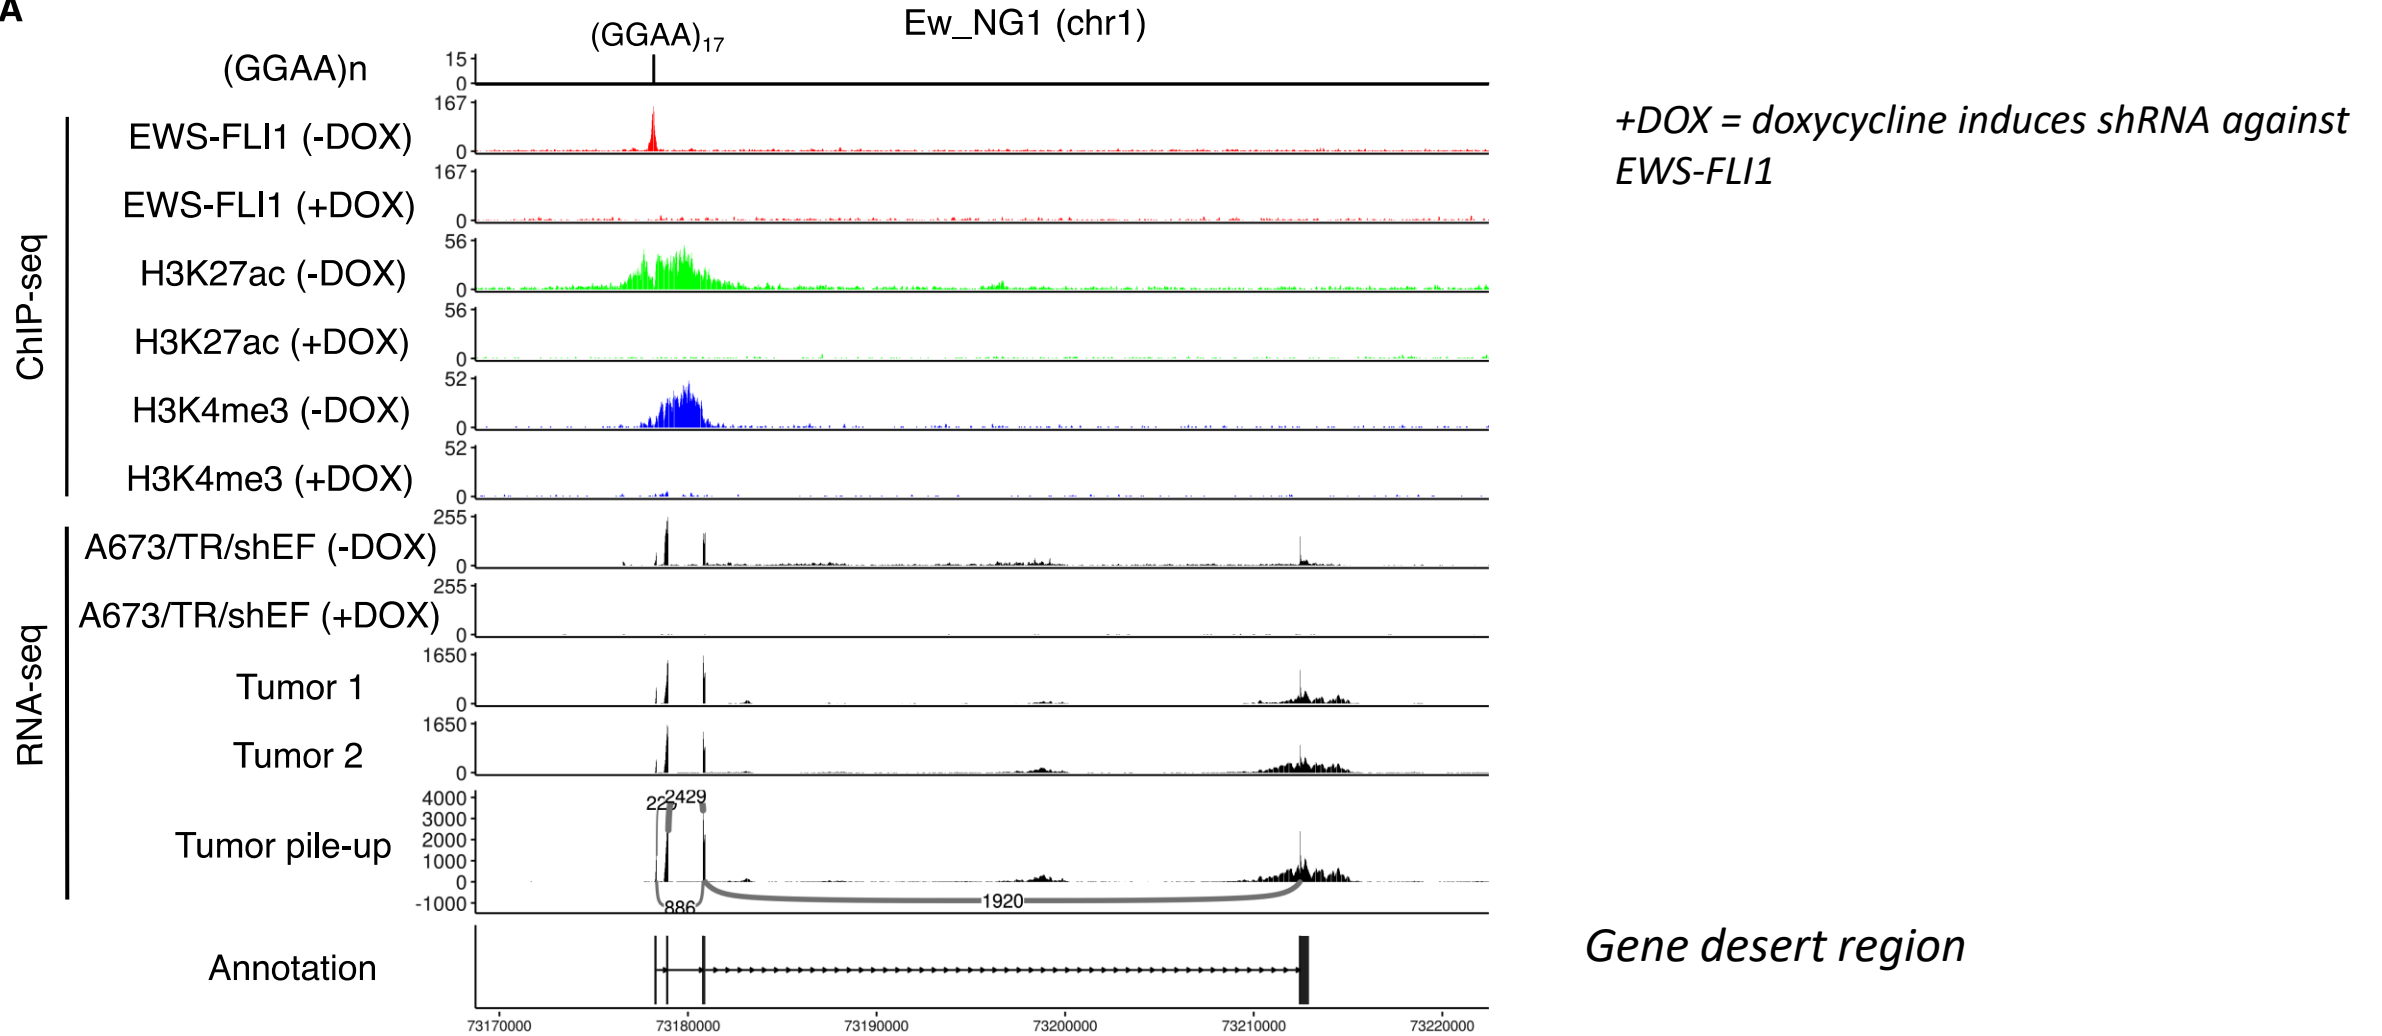 A
Ew_NG1 (chr1)
(GGAA)17
(GGAA)n
15
0
ChIP-seq
EWS-FLI1 (-DOX)
167
0
EWS-FLI1 (+DOX)
167
0
H3K27ac (-DOX)
56
0
H3K27ac (+DOX)
56
0
H3K4me3 (-DOX)
52
0
H3K4me3 (+DOX)
52
0
RNA-seq
A673/TR/shEF (-DOX)
255
0
A673/TR/shEF (+DOX)
255
0
Tumor 1
1650
0
Tumor 2
1650
0
Tumor pile-up
4000
3000
2000
1000
0
-1000
2429
886
1920
Annotation
73170000 73180000 73190000 73200000 73210000 73220000
+DOX = doxycycline induces shRNA against
EWS-FLI1
Gene desert region